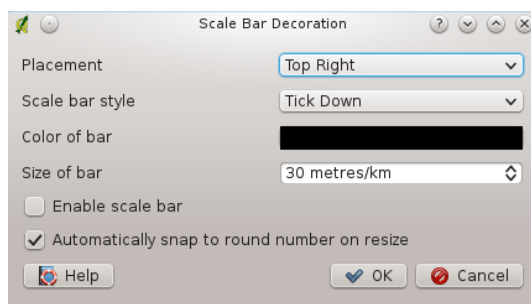 Scale Bar Decoration
Placement Top Right
Scale bar style Tick Down
Color of bar
Size of bar 30 metres/km
Enable scale bar
Automatically snap to round number on resize
Help OK Cancel